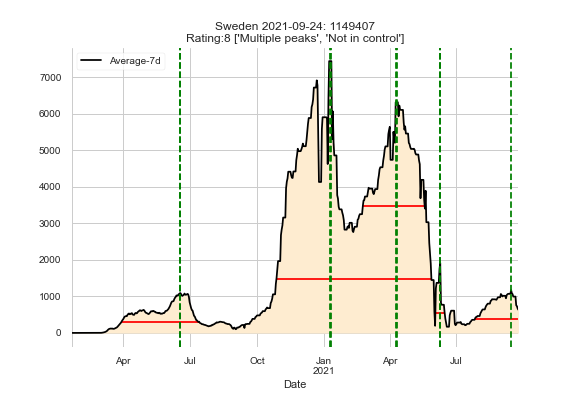 Sweden 2021-09-24: 1149407
Rating:8 ['Multiple peaks', 'Not in control']
Average-7d
7000
6000
5000
4000
3000
2000
1000
0
Apr Jul Oct Jan Apr Jul
2021
Date